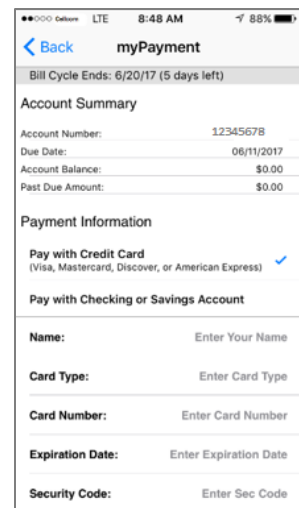 Cellcom LTE 8:48 AM 88%
Back myPayment
Bill Cycle Ends: 6/20/17 (5 days left)
Account Summary
Account Number: 12345678
Due Date: 06/11/2017
Account Balance: $0.00
Past Due Amount: $0.00
Payment Information
Pay with Credit Card
(Visa, Mastercard, Discover, or American Express)
Pay with Checking or Savings Account
Name: Enter Your Name
Card Type: Enter Card Type
Card Number: Enter Card Number
Expiration Date: Enter Expiration Date
Security Code: Enter Sec Code